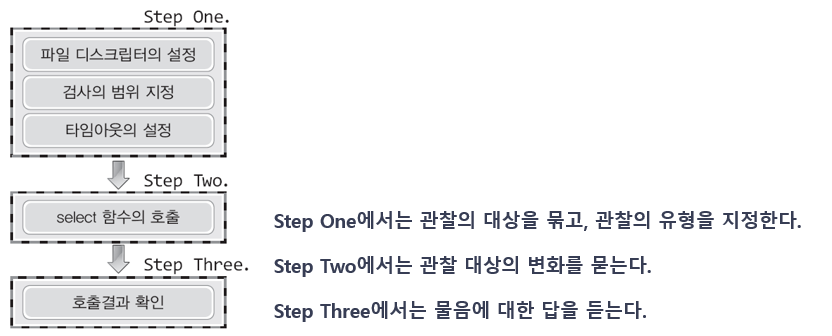 Step One.
파일 디스크립터의 설정
검사의 범위 지정
타임아웃의 설정
Step Two.
select 함수의 호출
Step Three.
호출결과 확인
Step One에서는 관찰의 대상을 묶고, 관찰의 유형을 지정한다.
Step Two에서는 관찰 대상의 변화를 묻는다.
Step Three에서는 물음에 대한 답을 듣는다.